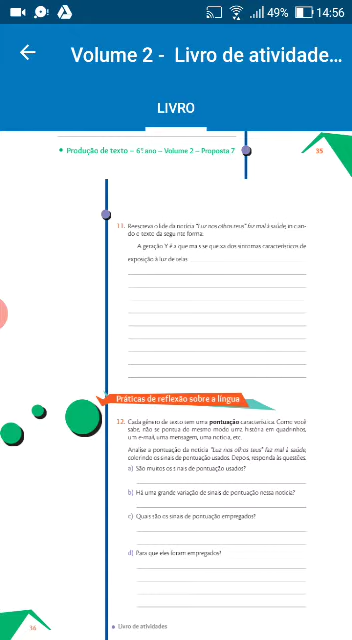 49% 14:56
Volume 2 - Livro de atividade...
LIVRO
• Produção de texto – 6º. ano – Volume 2 – Proposta 7
35
11. Reescreva o lide da notícia "Luz nos olhos teus" faz mal à saúde, inician-
do o texto da seguinte forma:
A geração Y é a que mais se queixa dos sintomas característicos de
exposição à luz de telas
Práticas de reflexão sobre a língua
12. Cada gênero de texto tem uma pontuação característica. Como você
sabe, não se pontua do mesmo modo uma história em quadrinhos,
um e-mail, uma mensagem, uma notícia, etc.
Analise a pontuação da notícia "Luz nos olhos teus" faz mal à saúde,
colorindo os sinais de pontuação usados. Depois, responda às questões.
a) São muitos os sinais de pontuação usados?
b) Há uma grande variação de sinais de pontuação nessa notícia?
c) Quais são os sinais de pontuação empregados?
d) Para que eles foram empregados?
36
• Livro de atividades